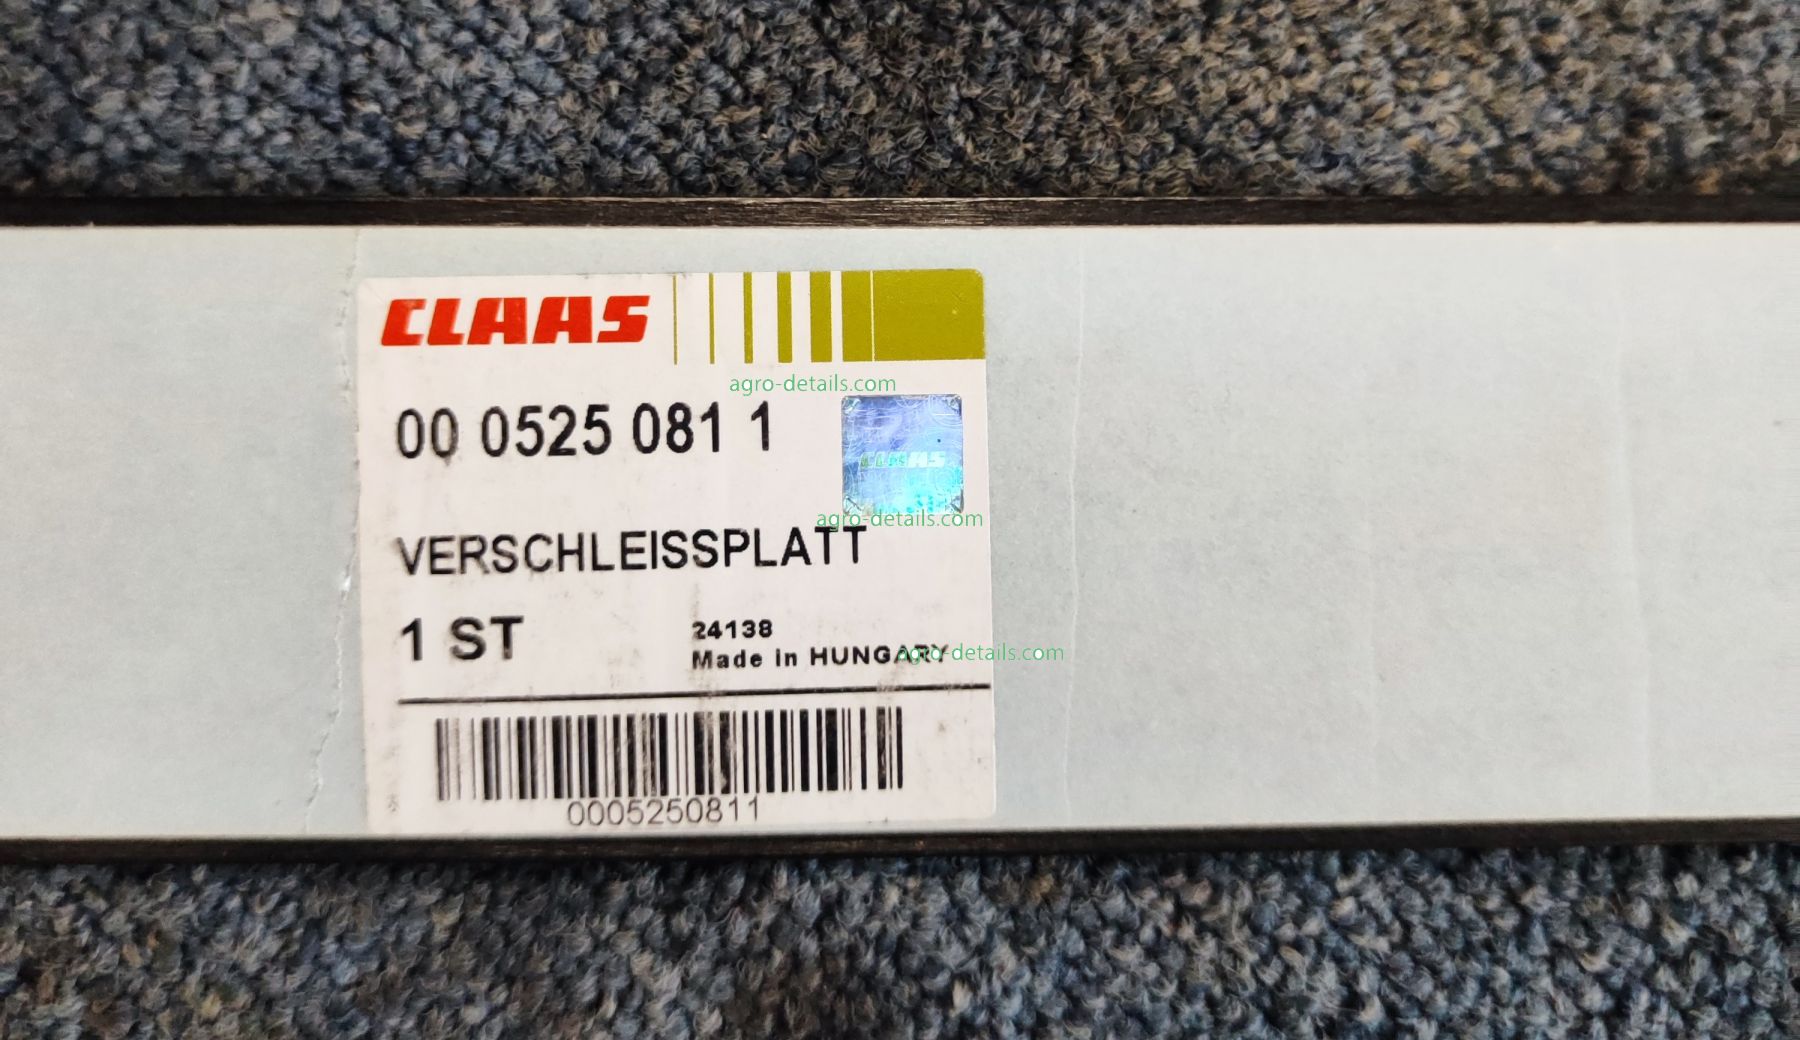 CLAAS
agro-details.com
00 0525 081 1
CLAAS
agro-details.com
VERSCHLEISSPLATT
1 ST
24138
Made in HUNGARY
agro-details.com
0005250811